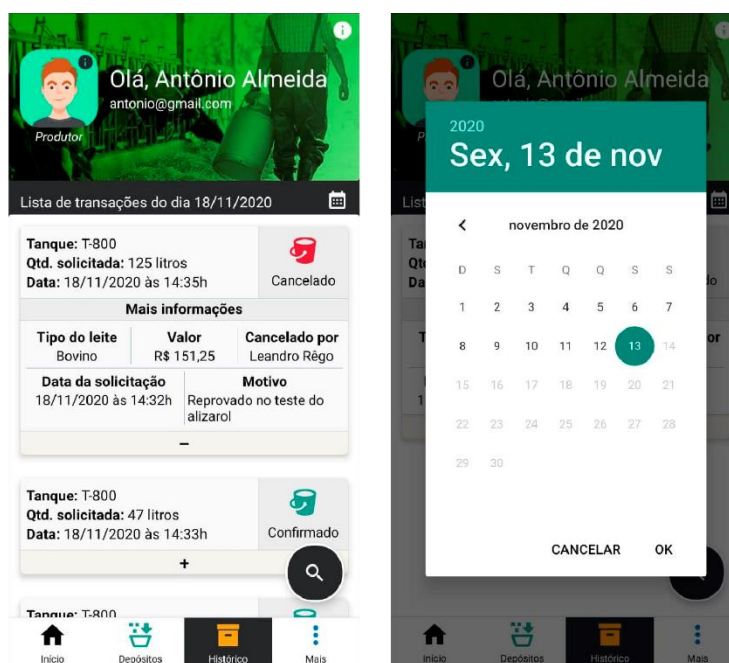 Olá, Antônio Almeida
antonio@gmail.com
Produtor
Lista de transações do dia 18/11/2020
Tanque: T-800
Qtd. solicitada: 125 litros
Data: 18/11/2020 às 14:35h
Cancelado
Mais informações
Tipo do leite Valor Cancelado por
Bovino R$ 151,25 Leandro Rêgo
Data da solicitação Motivo
18/11/2020 às 14:32h Reprovado no teste do
alizarol
−
Tanque: T-800
Qtd. solicitada: 47 litros
Data: 18/11/2020 às 14:33h
Confirmado
+
Tanque: T-800
Início Depósitos Histórico Mais
Olá, Antônio Almeida
2020
Sex, 13 de nov
List
novembro de 2020
D S T Q Q S S
1 2 3 4 5 6 7
8 9 10 11 12 13 14
15 16 17 18 19 20 21
22 23 24 25 26 27 28
29 30
CANCELAR OK
Início Depósitos Histórico Mais